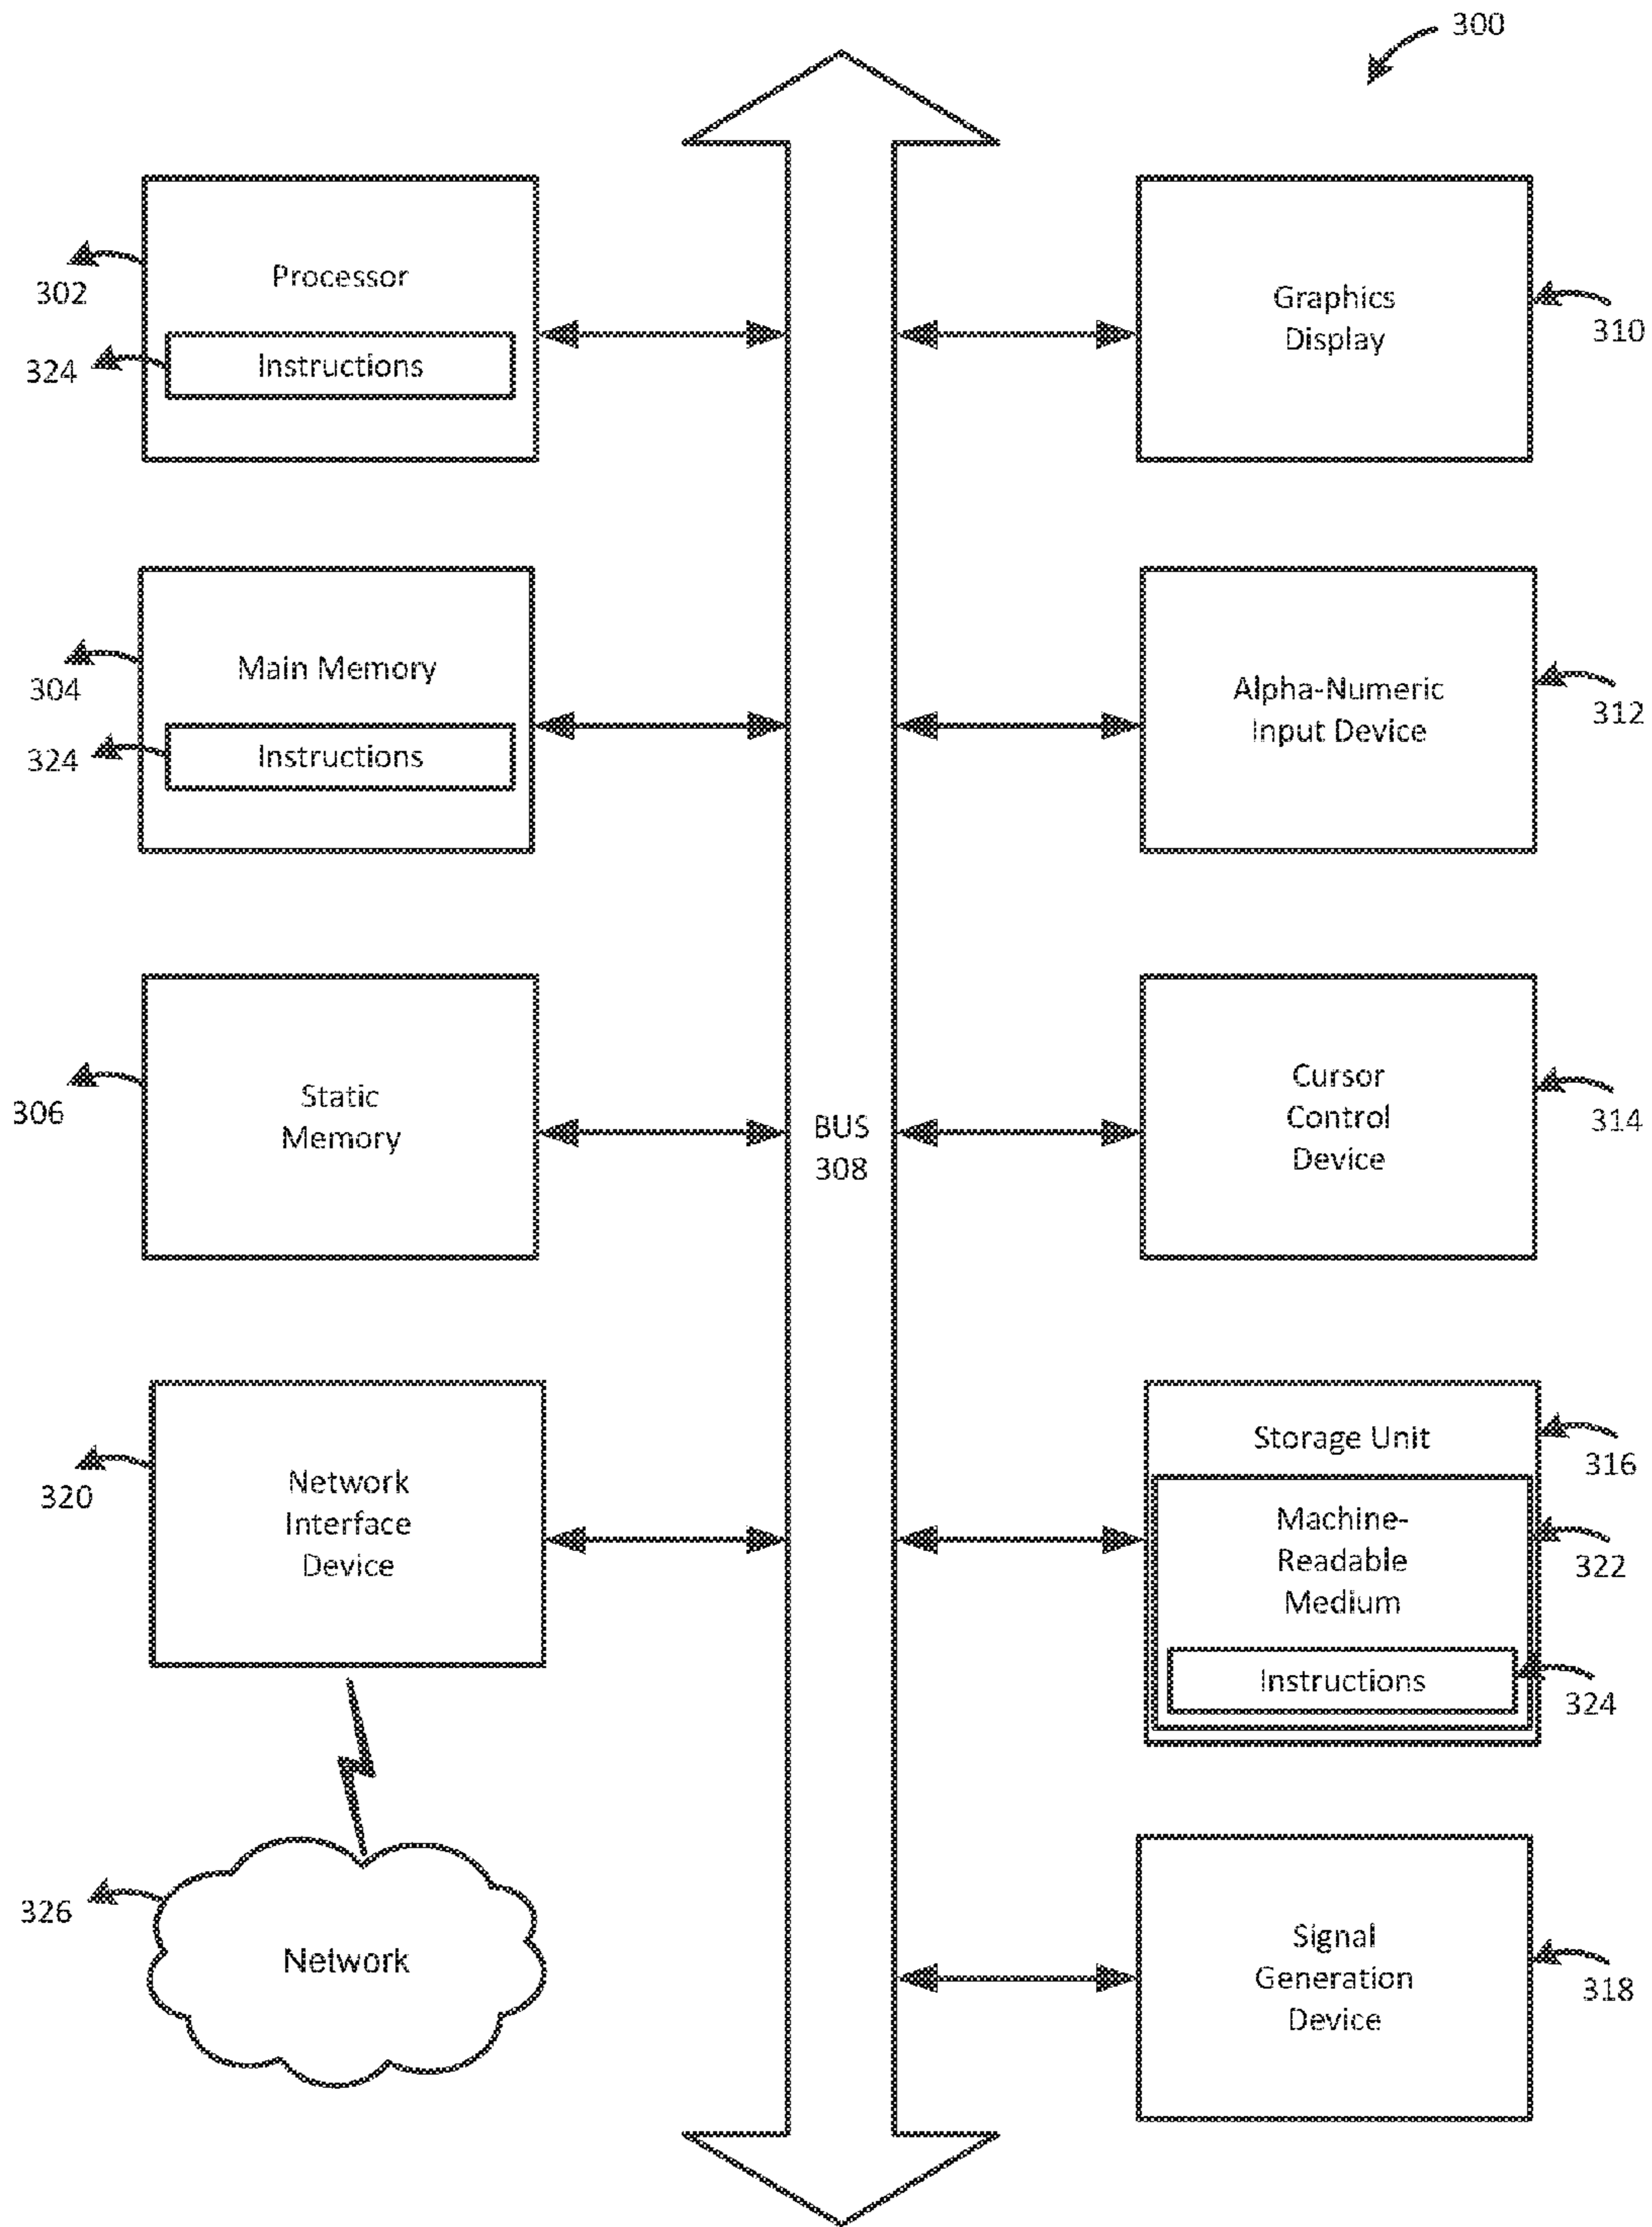 300
Processor
302
Instructions
324
Graphics
Display
310
Main Memory
304
Instructions
324
Alpha-Numeric
Input Device
312
Static
Memory
306
BUS
308
Cursor
Control
Device
314
Network
Interface
Device
320
Storage Unit
316
Machine-
Readable
Medium
322
Instructions
324
Network
326
Signal
Generation
Device
318